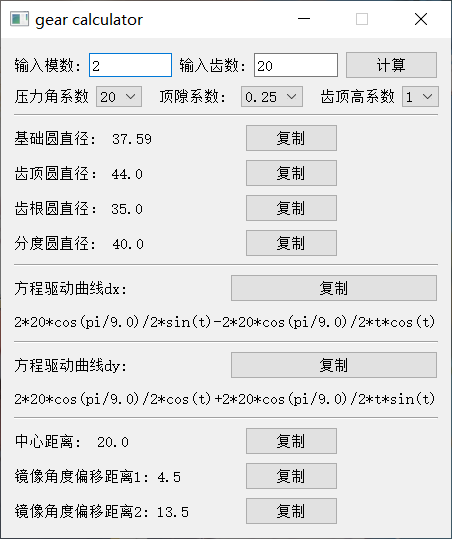 gear calculator
输入模数: 2 输入齿数: 20 计算
压力角系数 20 顶隙系数: 0.25 齿顶高系数 1
基础圆直径: 37.59 复制
齿顶圆直径: 44.0 复制
齿根圆直径: 35.0 复制
分度圆直径: 40.0 复制
方程驱动曲线dx: 复制
2*20*cos(pi/9.0)/2*sin(t)-2*20*cos(pi/9.0)/2*t*cos(t)
方程驱动曲线dy: 复制
2*20*cos(pi/9.0)/2*cos(t)+2*20*cos(pi/9.0)/2*t*sin(t)
中心距离: 20.0 复制
镜像角度偏移距离1: 4.5 复制
镜像角度偏移距离2: 13.5 复制